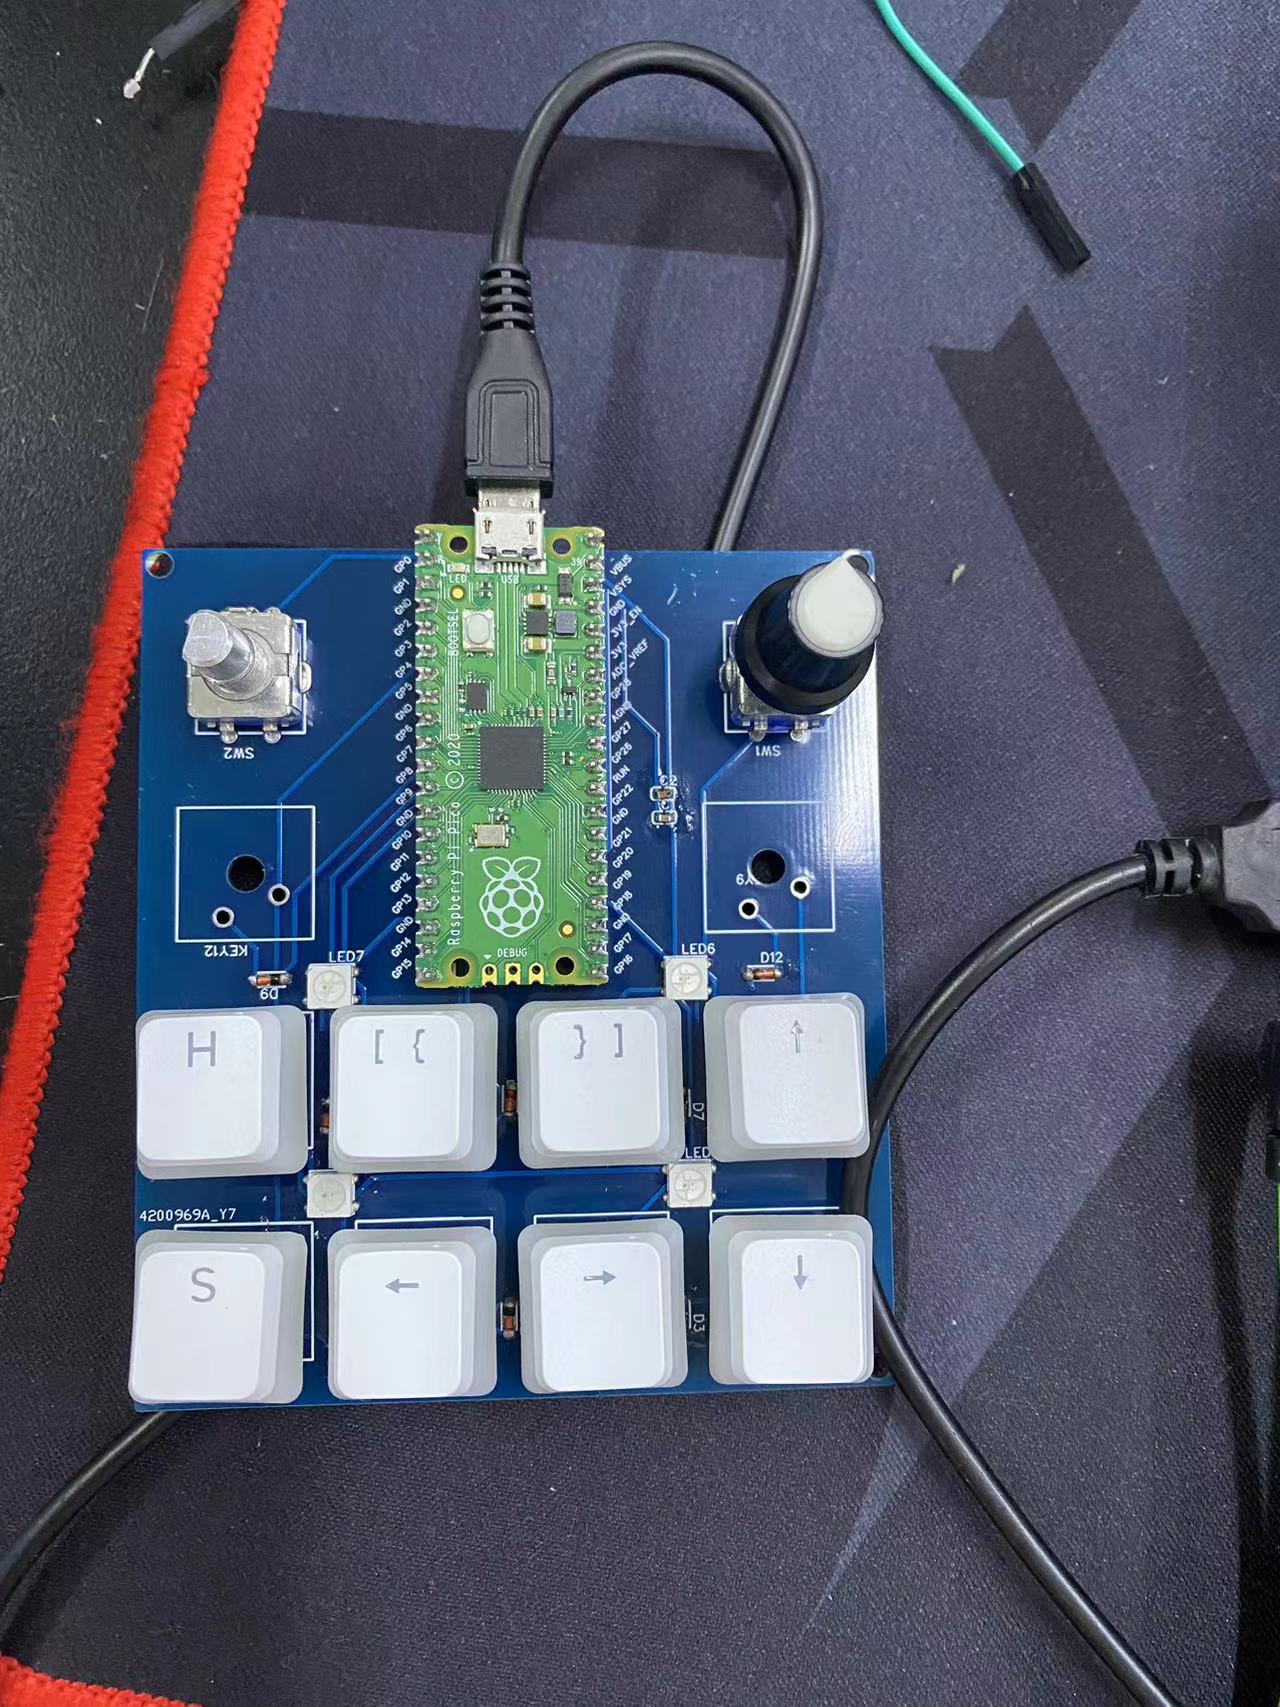 LED
USB
39
BOOTSEL
Raspberry Pi Pico © 2020
DEBUG
GP0
GP1
GND
GP2
GP3
GP4
GP5
GND
GP6
GP7
GP8
GP9
GND
GP10
GP11
GP12
GP13
GND
GP14
GP15
VBUS
VSYS
GND
3V3_EN
3V3
ADC_VREF
GP28
AGND
GP27
GP26
RUN
GP22
GND
GP21
GP20
GP19
GP18
GND
GP17
GP16
SW2
SW1
KEY12
D9
LED7
LED6
D12
H
[ {
} ]
↑
D7
LED
4200969A_Y7
S
←
→
↓
D3